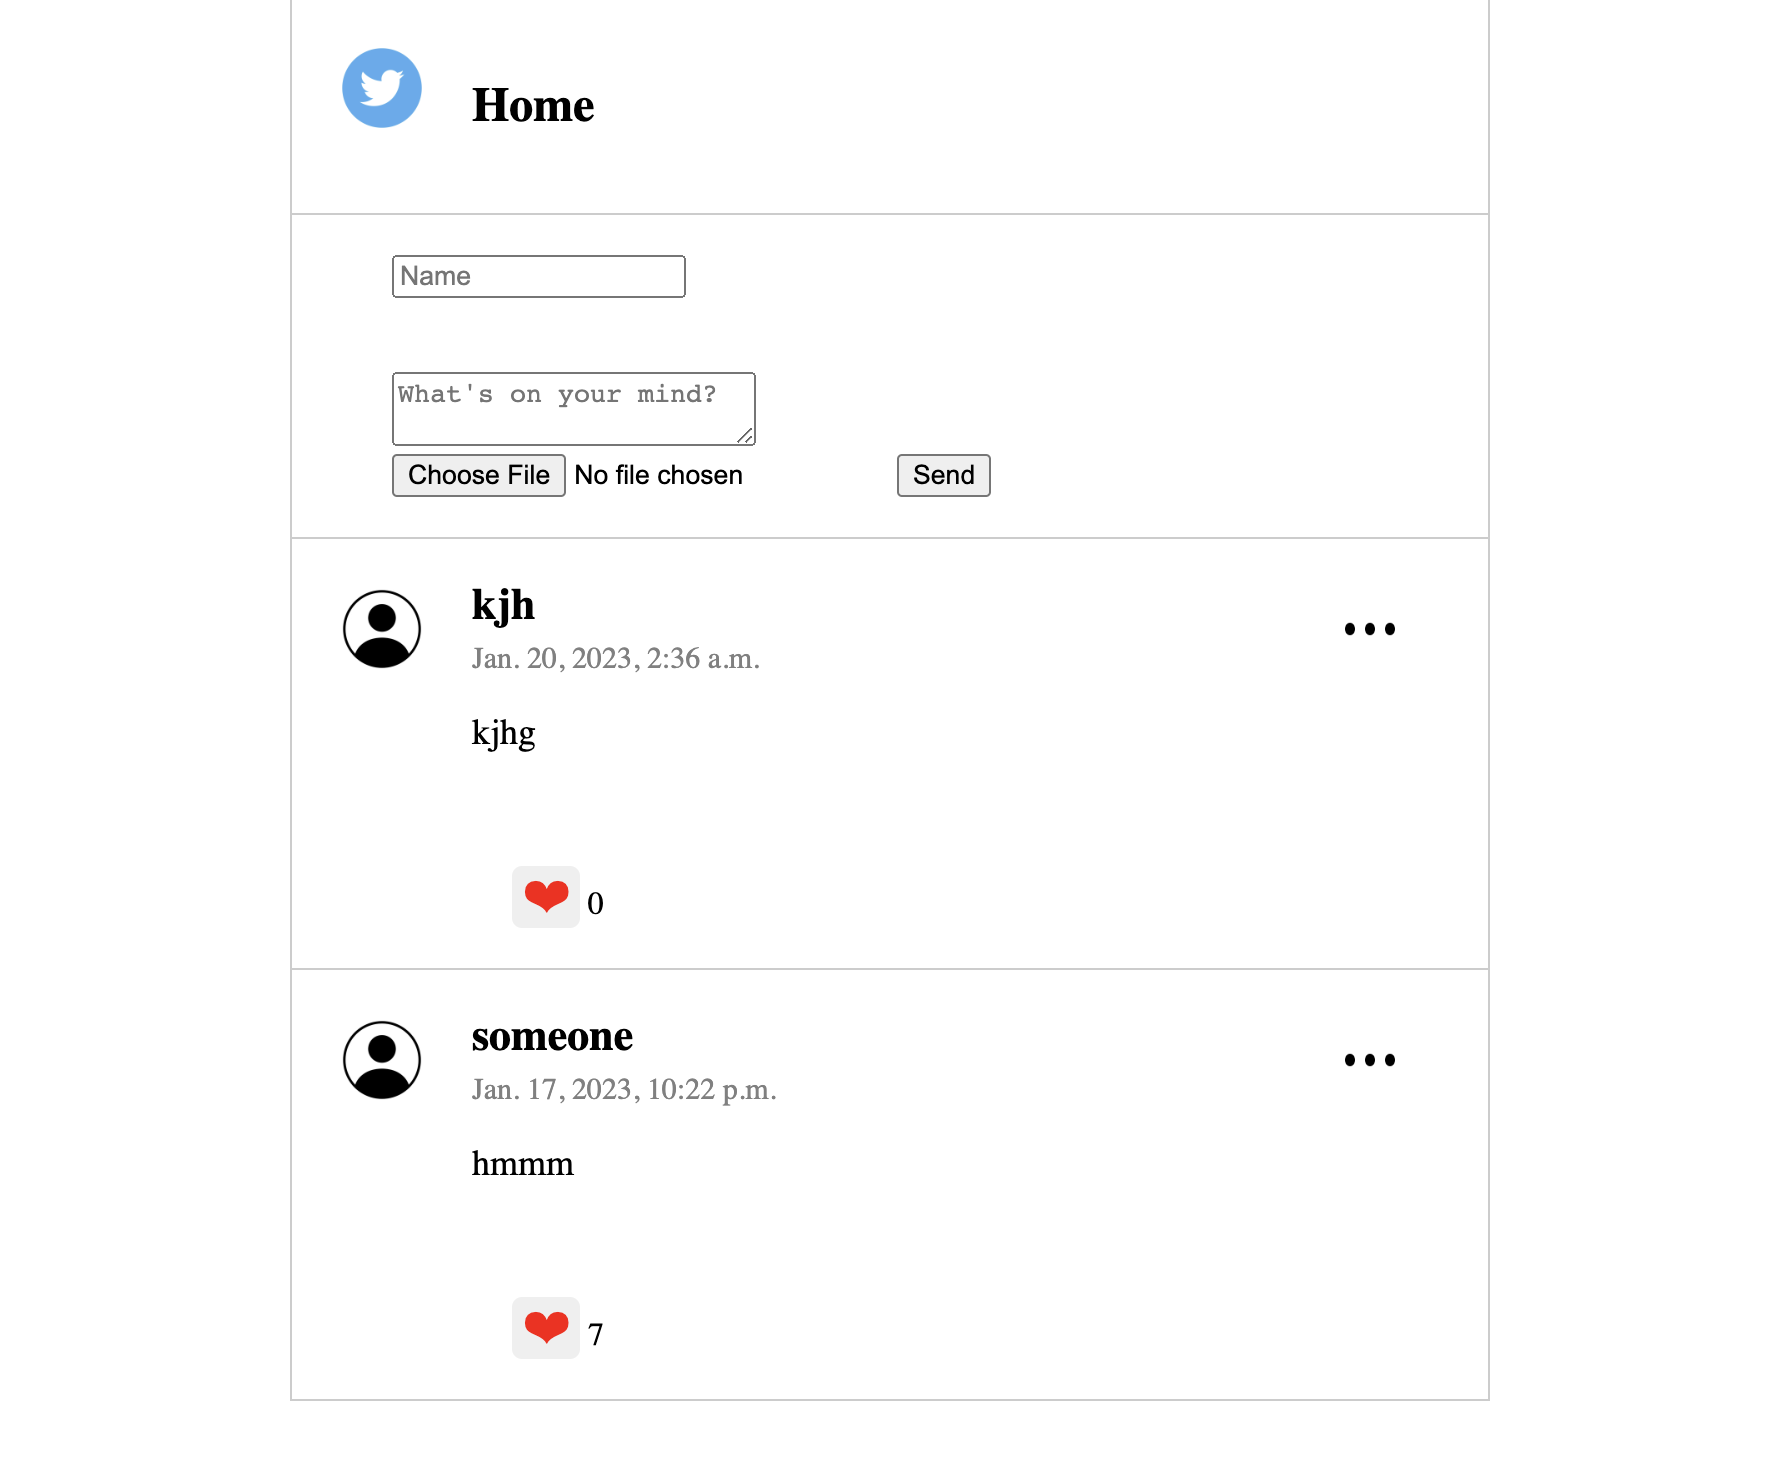 Home
Name
What's on your mind?
Choose File No file chosen Send
kjh
Jan. 20, 2023, 2:36 a.m.
kjhg
0
someone
Jan. 17, 2023, 10:22 p.m.
hmmm
7